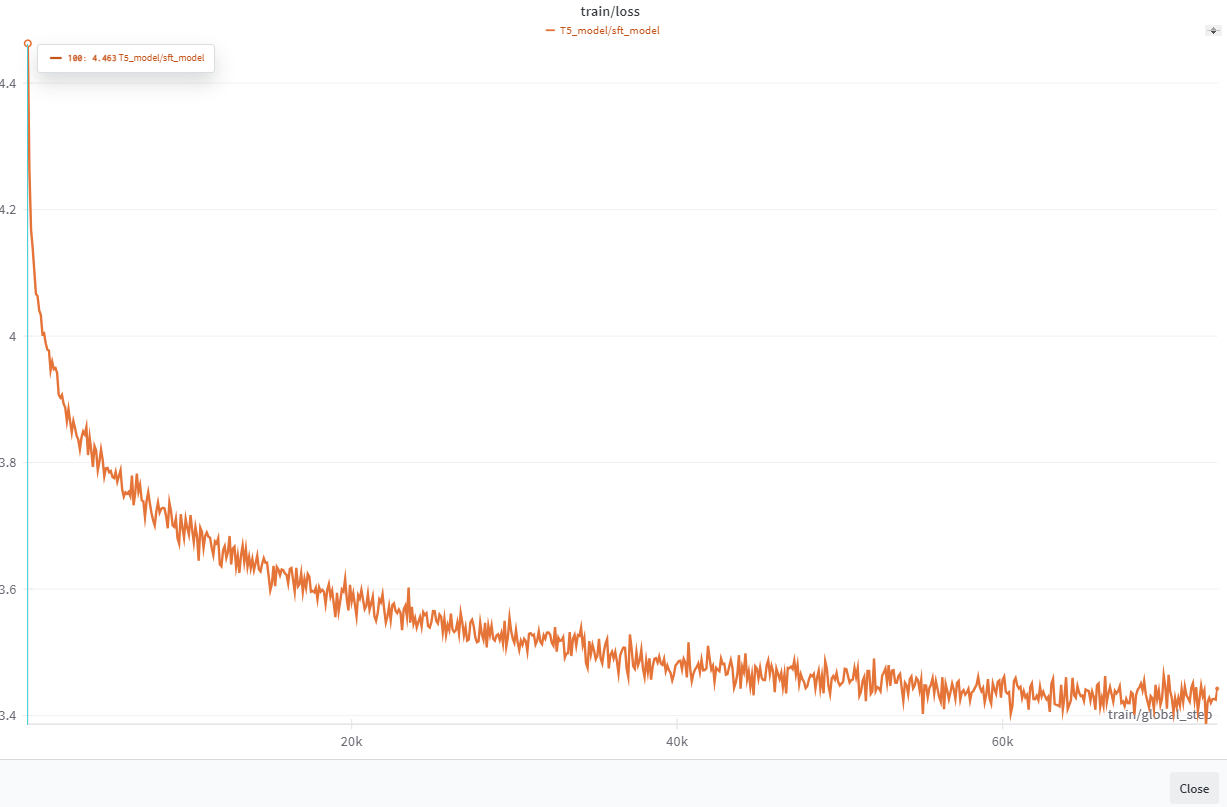 train/loss
T5_model/sft_model
100: 4.463 T5_model/sft_model
4.4
4.2
4
3.8
3.6
3.4
train/global_step
20k
40k
60k
Close